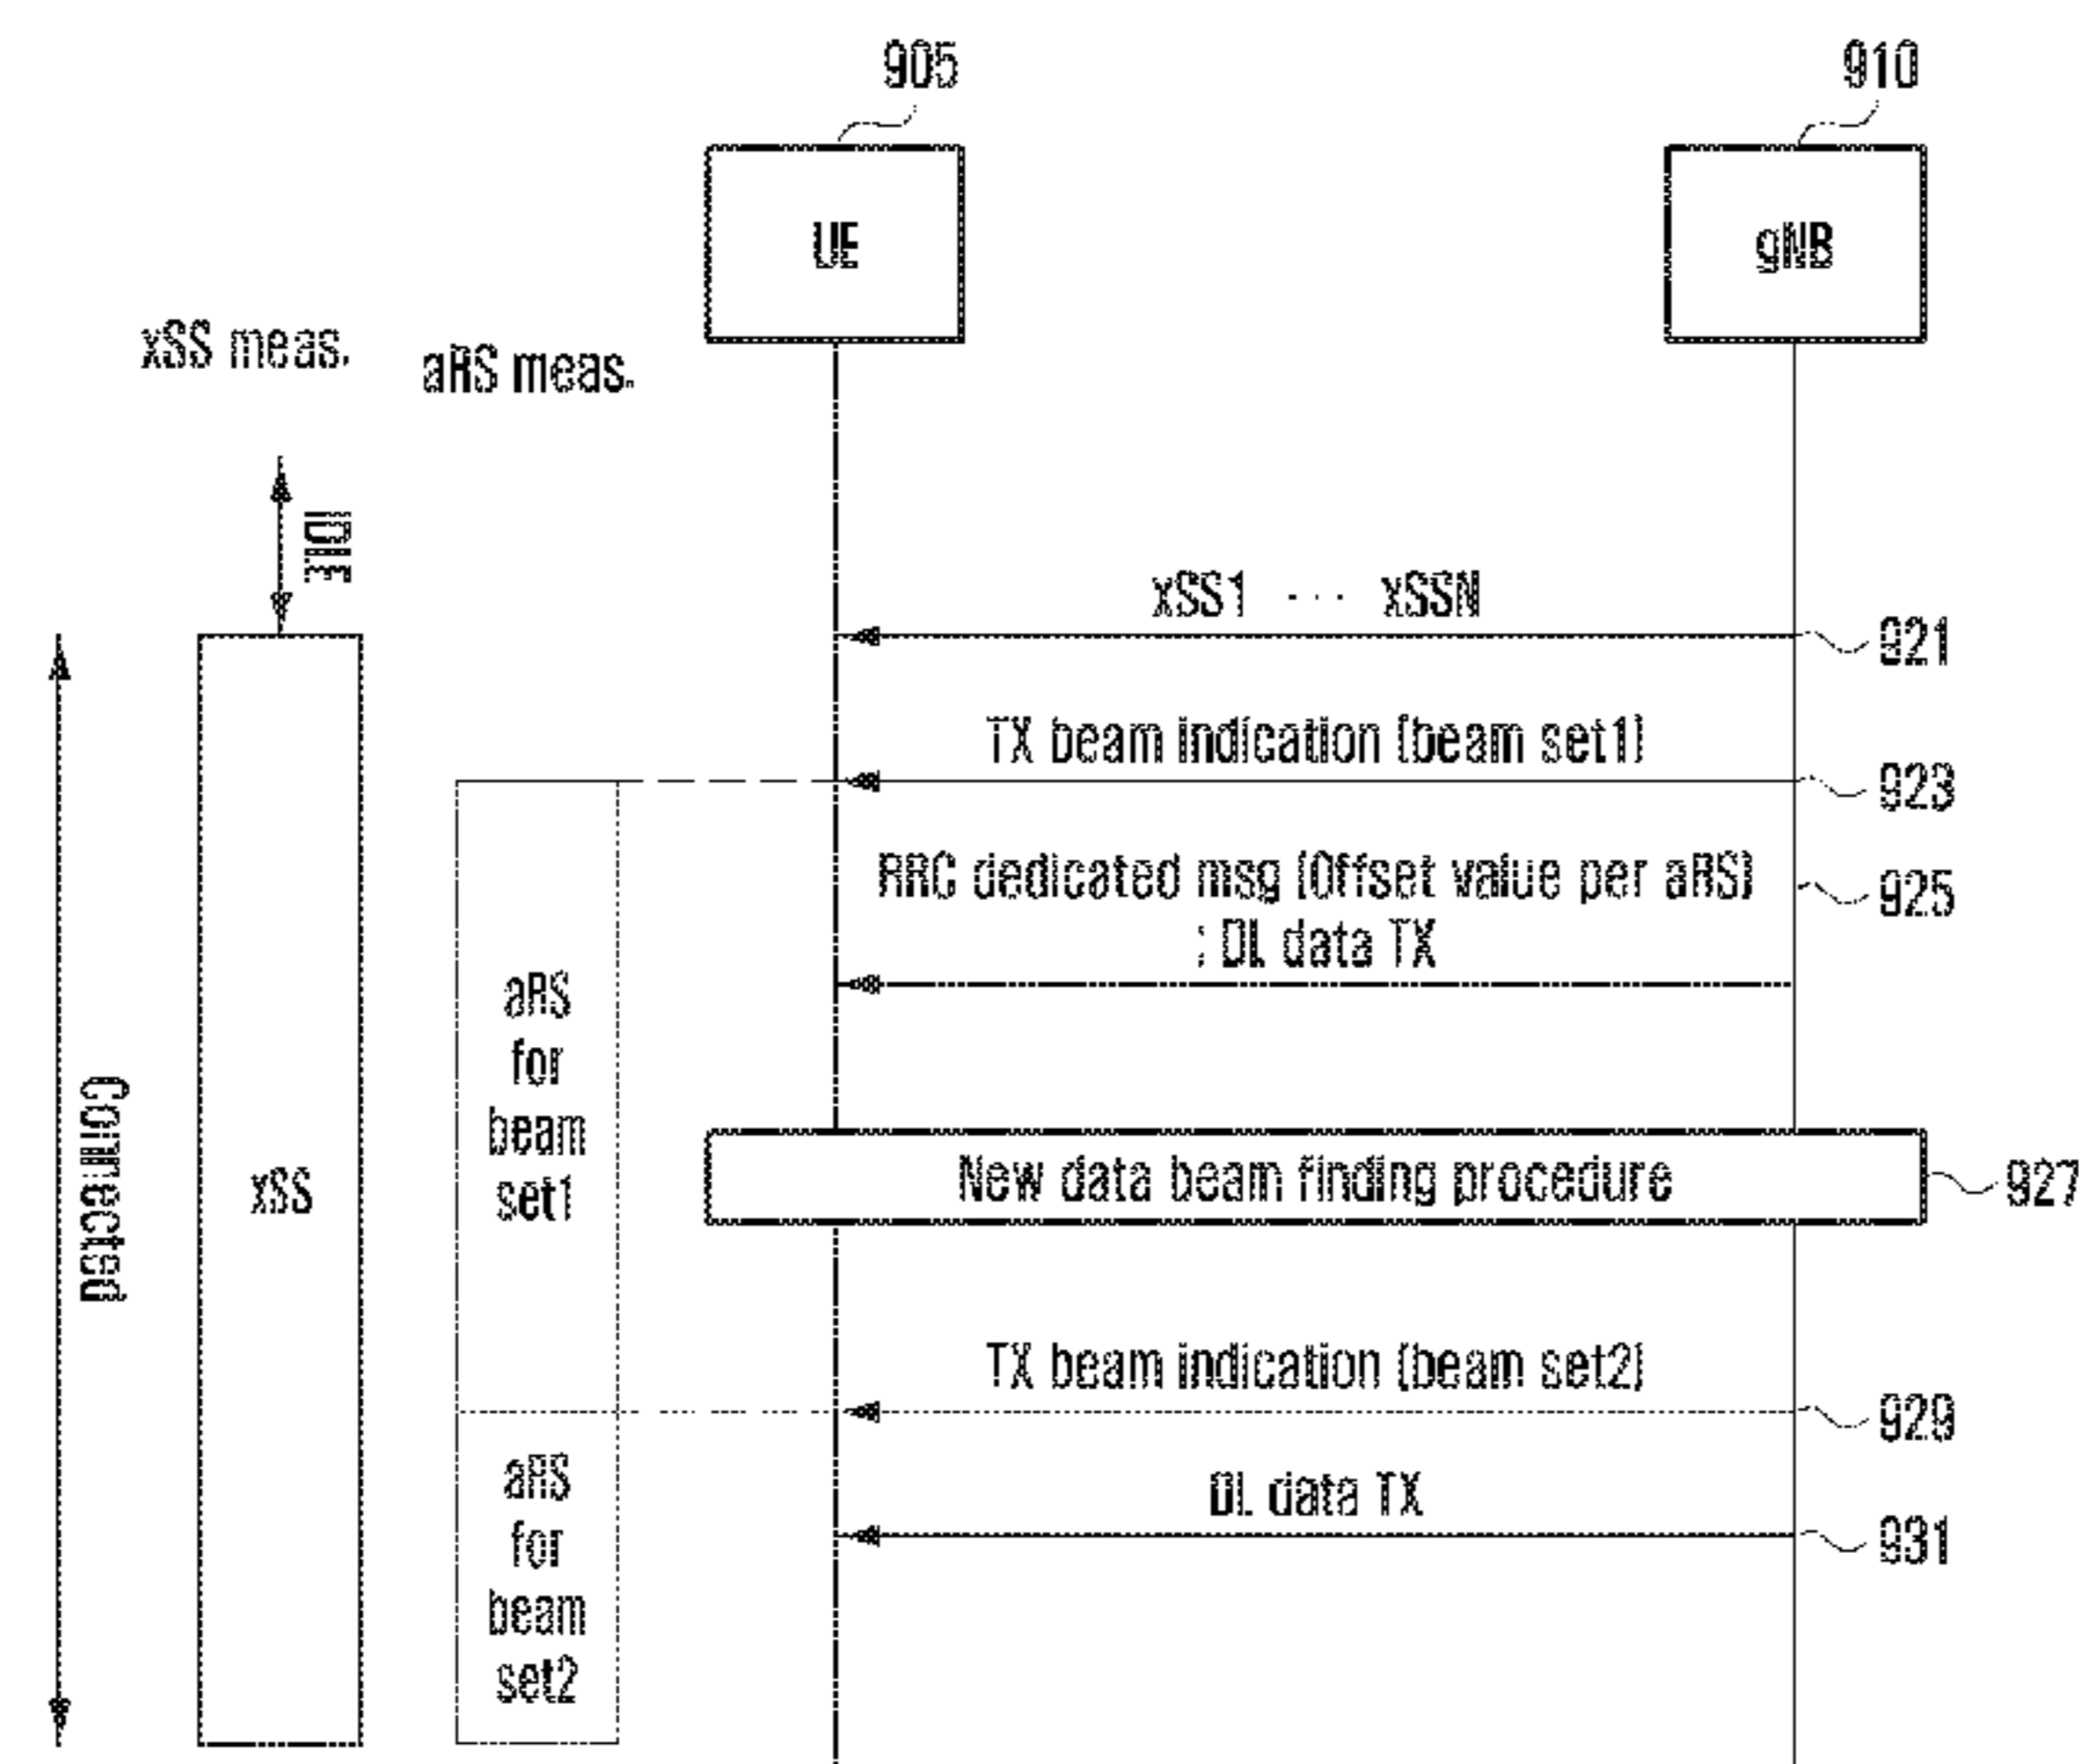 905
910
UE
gNB
xSS meas.
aRS meas.
IDLE
xSS1 ··· xSSN
921
TX beam indication (beam set1)
923
RRC dedicated msg (Offset value per aRS)
: DL data TX
925
aRS
for
beam
set1
Connected
xSS
New data beam finding procedure
927
TX beam indication (beam set2)
929
aRS
for
beam
set2
DL data TX
931